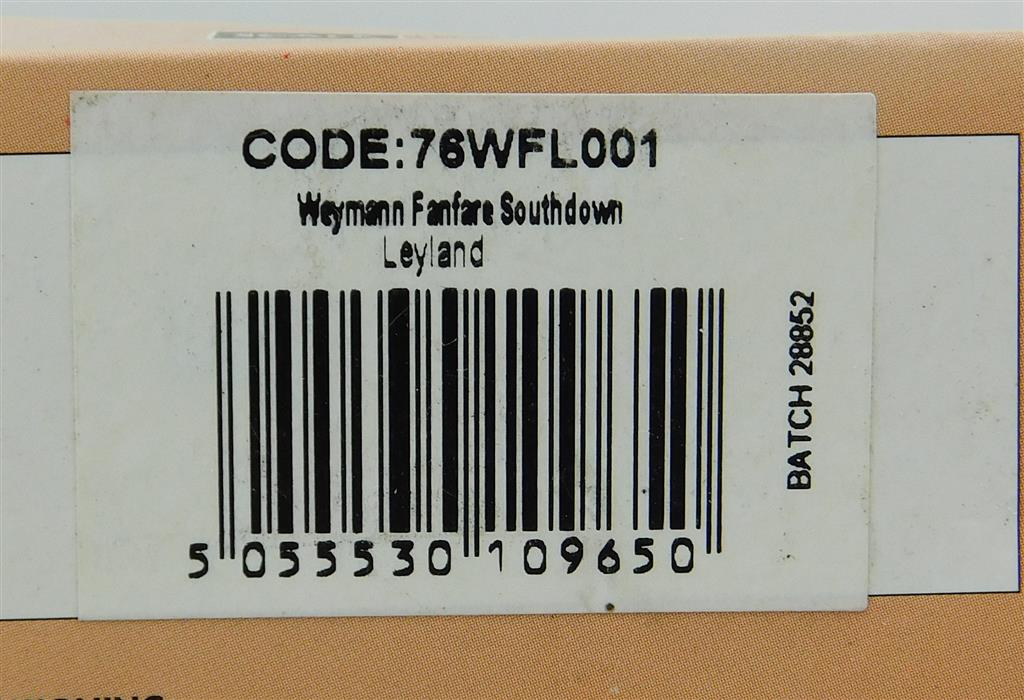 CODE:76WFL001
Weymann Fanfare Southdown
Leyland
BATCH 28852
5 055530 109650